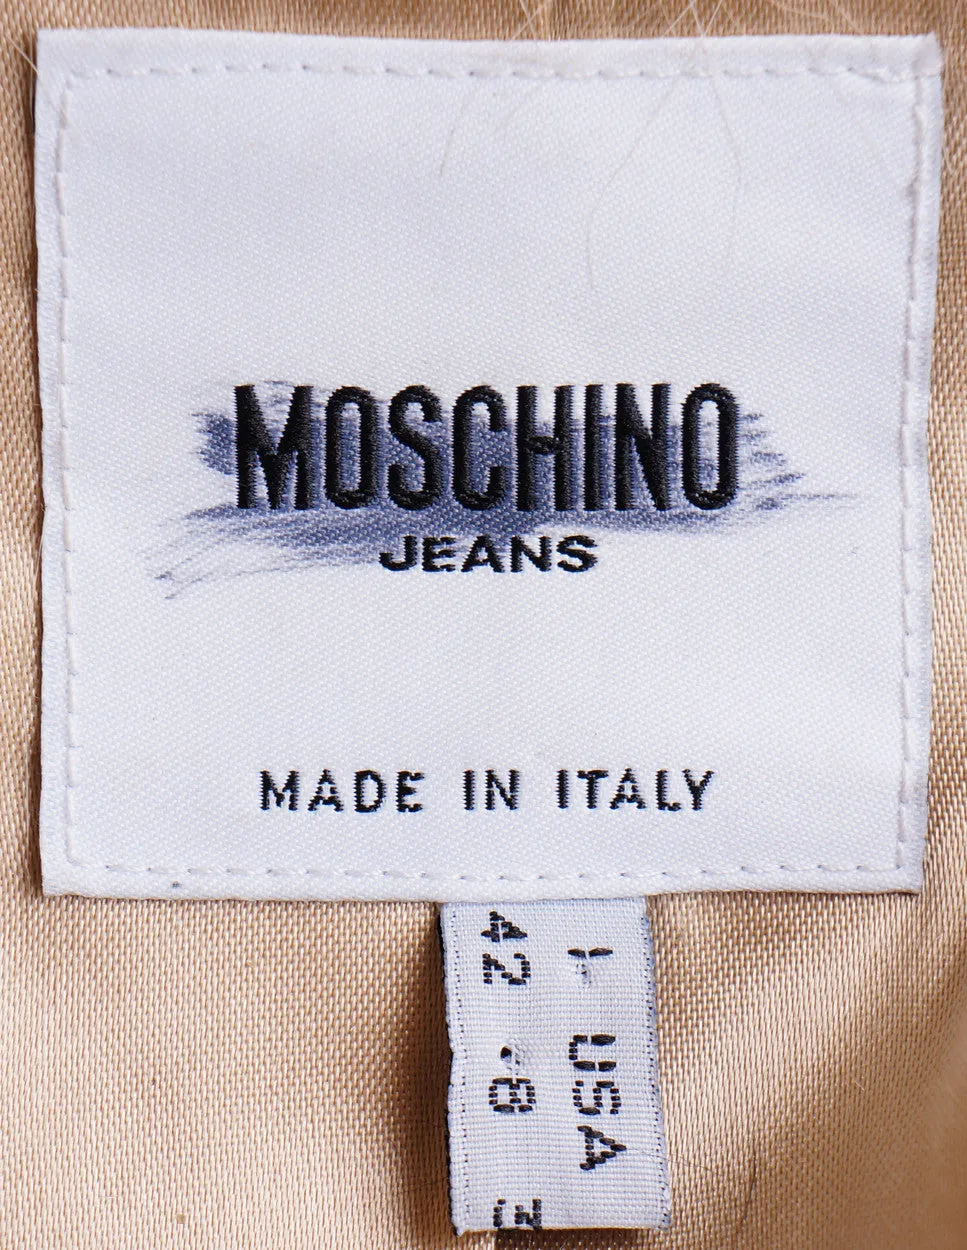 MOSCHINO
JEANS
MADE IN ITALY
I USA
42 8